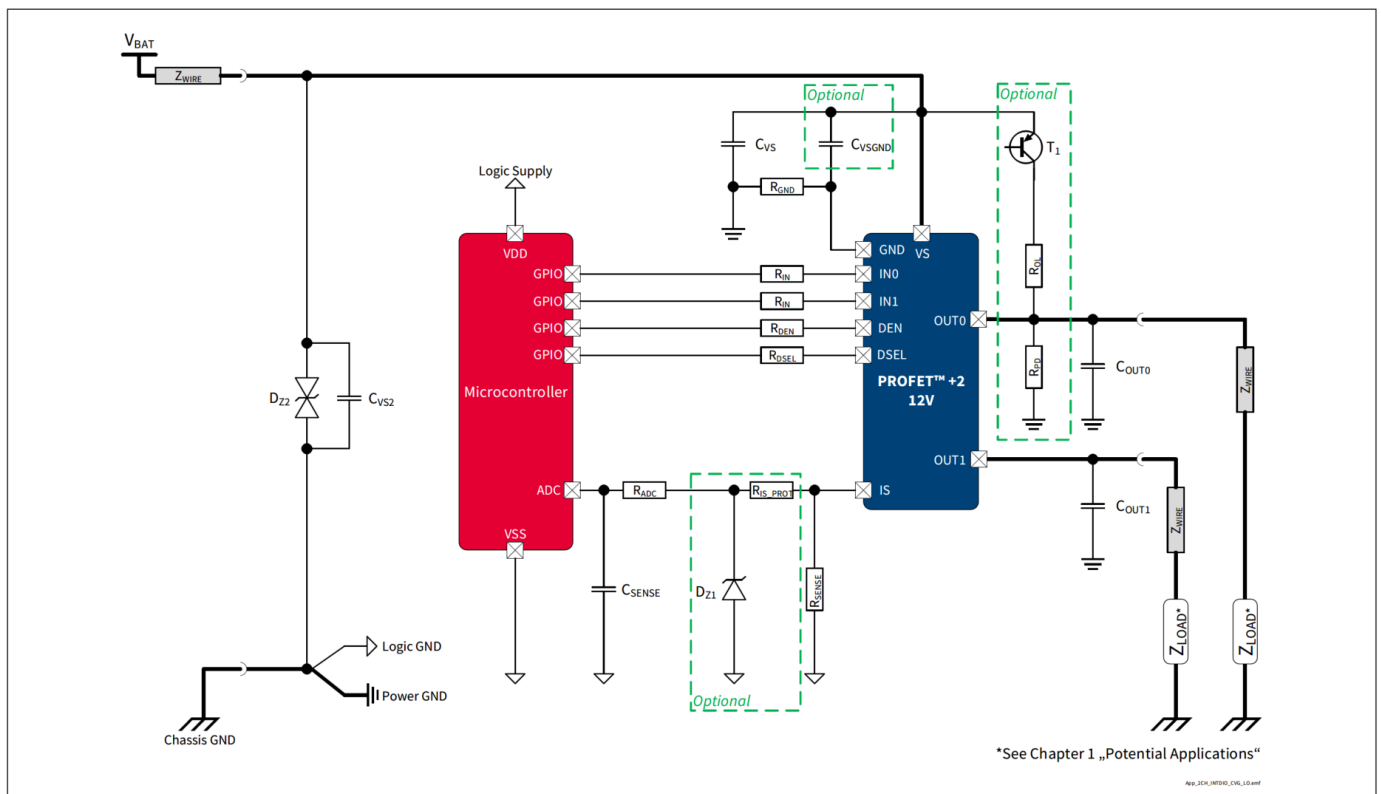 VBAT
ZWIRE
Optional
Optional
CVS
CVSGND
T1
Logic Supply
RGND
VDD
GND
VS
GPIO
RIN
IN0
ROL
GPIO
RIN
IN1
GPIO
RDEN
DEN
OUT0
GPIO
RDSEL
DSEL
RPD
COUT0
ZWIRE
Microcontroller
PROFET™ +2
12V
DZ2
CVS2
OUT1
ADC
RADC
RIS_PROT
IS
COUT1
ZWIRE
VSS
CSENSE
DZ1
RSENSE
ZLOAD*
ZLOAD*
Logic GND
Power GND
Optional
Chassis GND
*See Chapter 1 „Potential Applications“
App_2CH_INTDIO_CVG_LO.emf